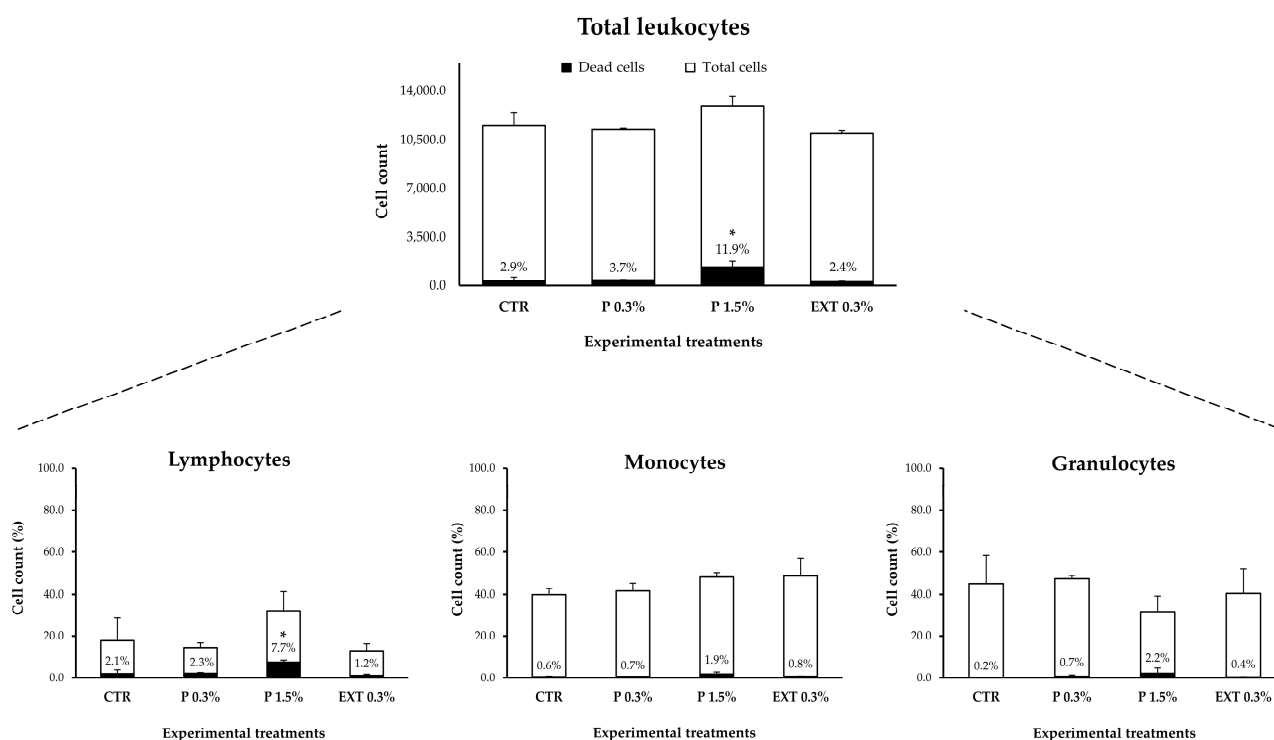 Total leukocytes
Dead cells Total cells
14,000.0
10,500.0
7,000.0
3,500.0
0.0
Cell count
2.9% 3.7% * 11.9% 2.4%
CTR P 0.3% P 1.5% EXT 0.3%
Experimental treatments
Lymphocytes
100.0
80.0
60.0
40.0
20.0
0.0
Cell count (%)
2.1% 2.3% * 7.7% 1.2%
CTR P 0.3% P 1.5% EXT 0.3%
Experimental treatments
Monocytes
100.0
80.0
60.0
40.0
20.0
0.0
Cell count (%)
0.6% 0.7% 1.9% 0.8%
CTR P 0.3% P 1.5% EXT 0.3%
Experimental treatments
Granulocytes
100.0
80.0
60.0
40.0
20.0
0.0
Cell count (%)
0.2% 0.7% 2.2% 0.4%
CTR P 0.3% P 1.5% EXT 0.3%
Experimental treatments